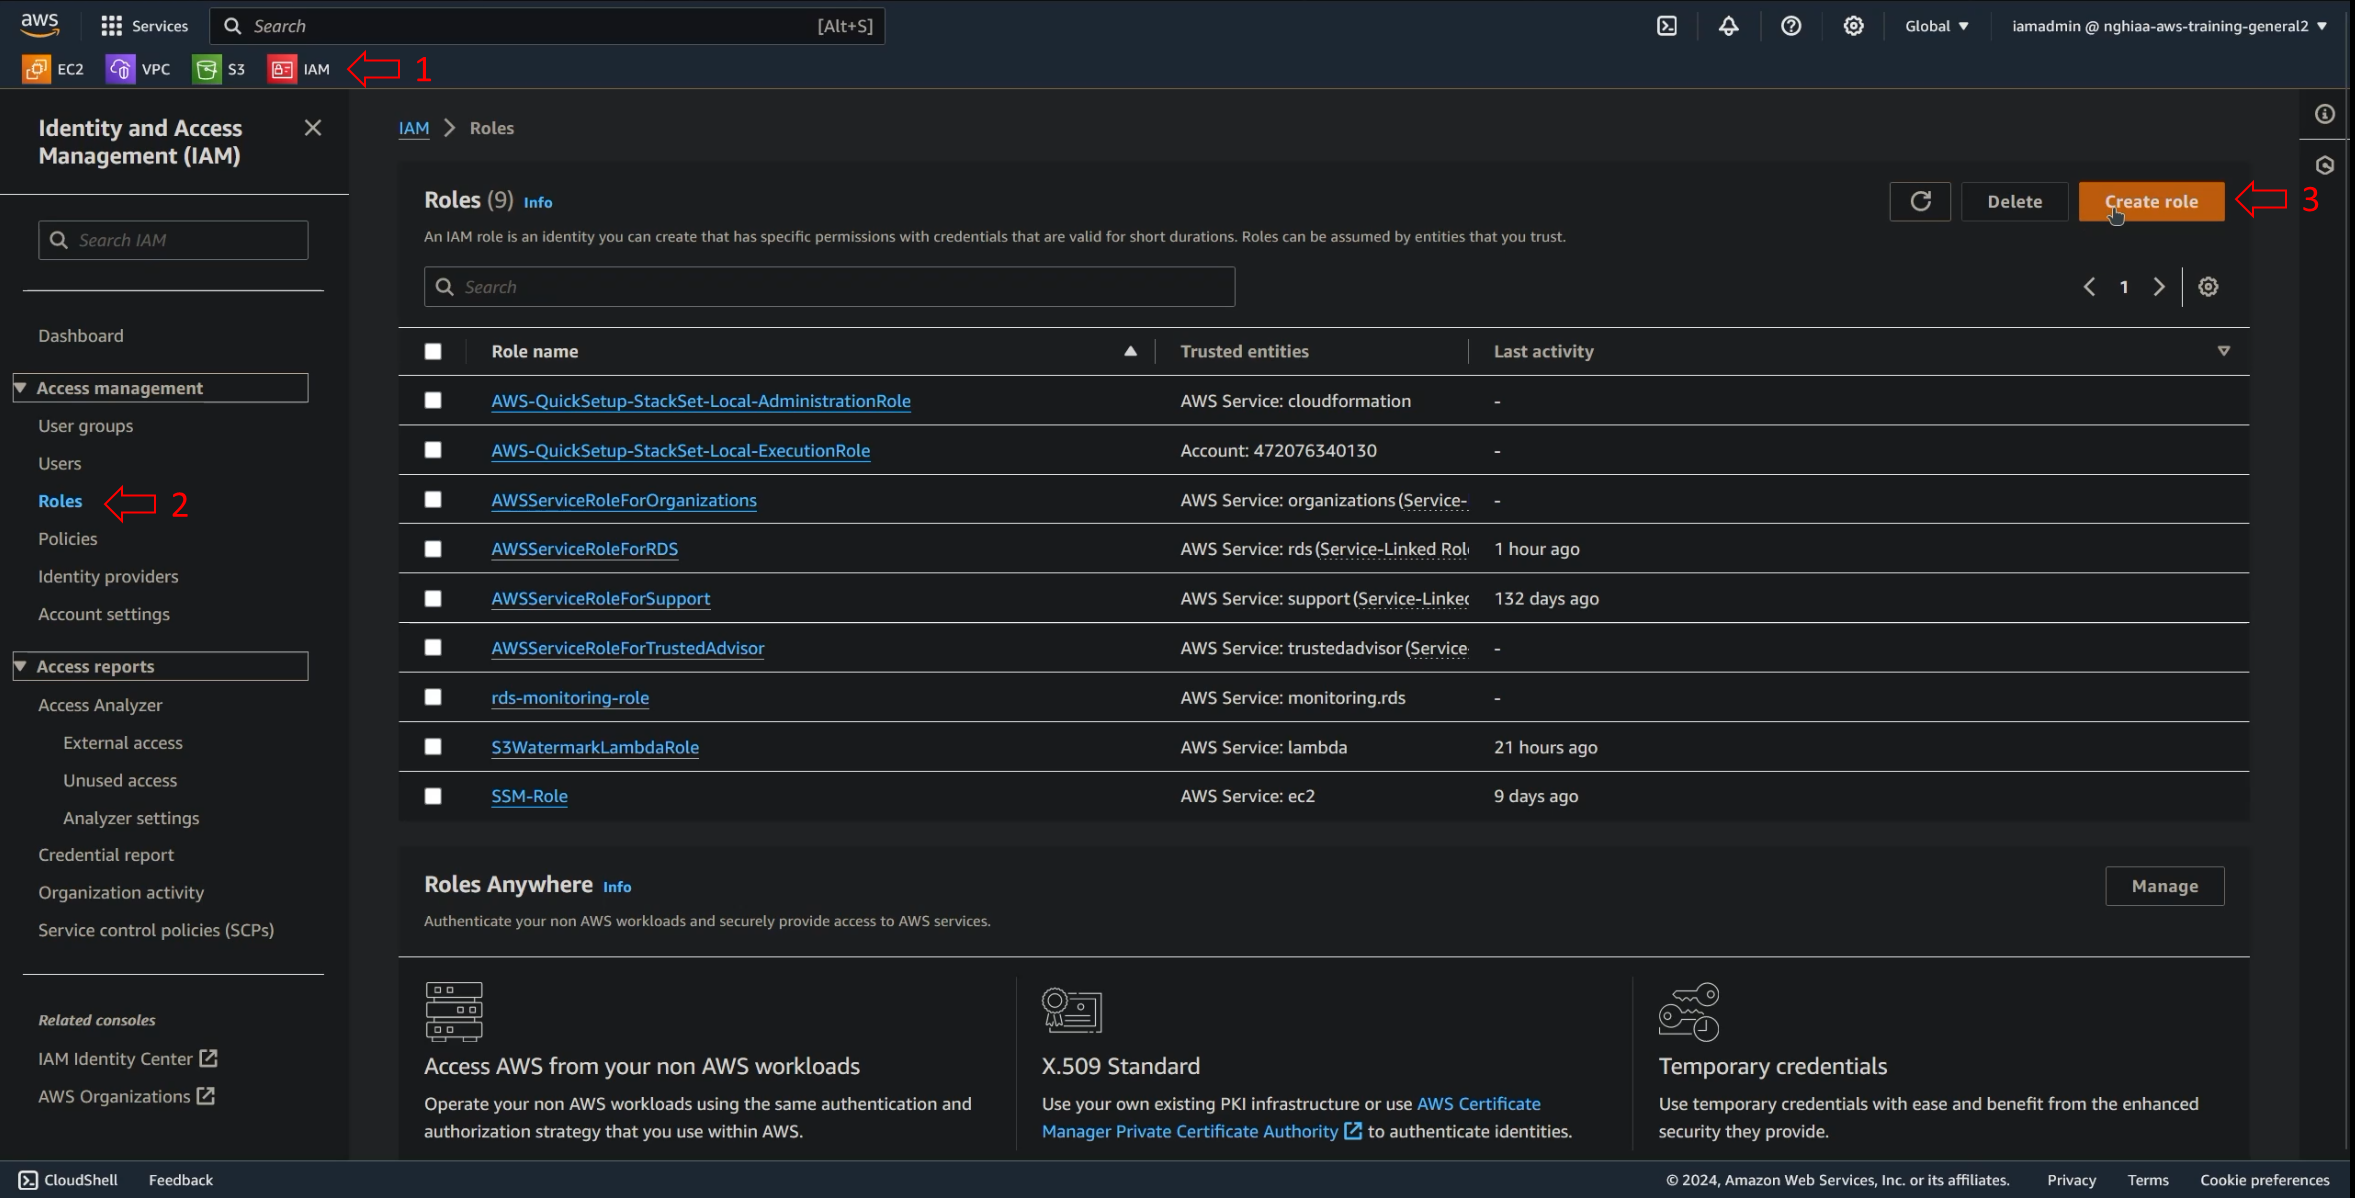 aws
Services
Search
[Alt+S]
Global
iamadmin @ nghiaa-aws-training-general2
EC2
VPC
S3
IAM
1
Identity and Access
Management (IAM)
Search IAM
Dashboard
Access management
User groups
Users
Roles
2
Policies
Identity providers
Account settings
Access reports
Access Analyzer
External access
Unused access
Analyzer settings
Credential report
Organization activity
Service control policies (SCPs)
Related consoles
IAM Identity Center
AWS Organizations
IAM > Roles
Roles (9) Info
Delete
Create role
3
An IAM role is an identity you can create that has specific permissions with credentials that are valid for short durations. Roles can be assumed by entities that you trust.
Search
1
Role name Trusted entities Last activity
AWS-QuickSetup-StackSet-Local-AdministrationRole AWS Service: cloudformation -
AWS-QuickSetup-StackSet-Local-ExecutionRole Account: 472076340130 -
AWSServiceRoleForOrganizations AWS Service: organizations (Service- -
AWSServiceRoleForRDS AWS Service: rds (Service-Linked Rol 1 hour ago
AWSServiceRoleForSupport AWS Service: support (Service-Linked 132 days ago
AWSServiceRoleForTrustedAdvisor AWS Service: trustedadvisor (Service- -
rds-monitoring-role AWS Service: monitoring.rds -
S3WatermarkLambdaRole AWS Service: lambda 21 hours ago
SSM-Role AWS Service: ec2 9 days ago
Roles Anywhere Info
Manage
Authenticate your non AWS workloads and securely provide access to AWS services.
Access AWS from your non AWS workloads
Operate your non AWS workloads using the same authentication and
authorization strategy that you use within AWS.
X.509 Standard
Use your own existing PKI infrastructure or use AWS Certificate
Manager Private Certificate Authority to authenticate identities.
Temporary credentials
Use temporary credentials with ease and benefit from the enhanced
security they provide.
CloudShell
Feedback
© 2024, Amazon Web Services, Inc. or its affiliates.
Privacy
Terms
Cookie preferences